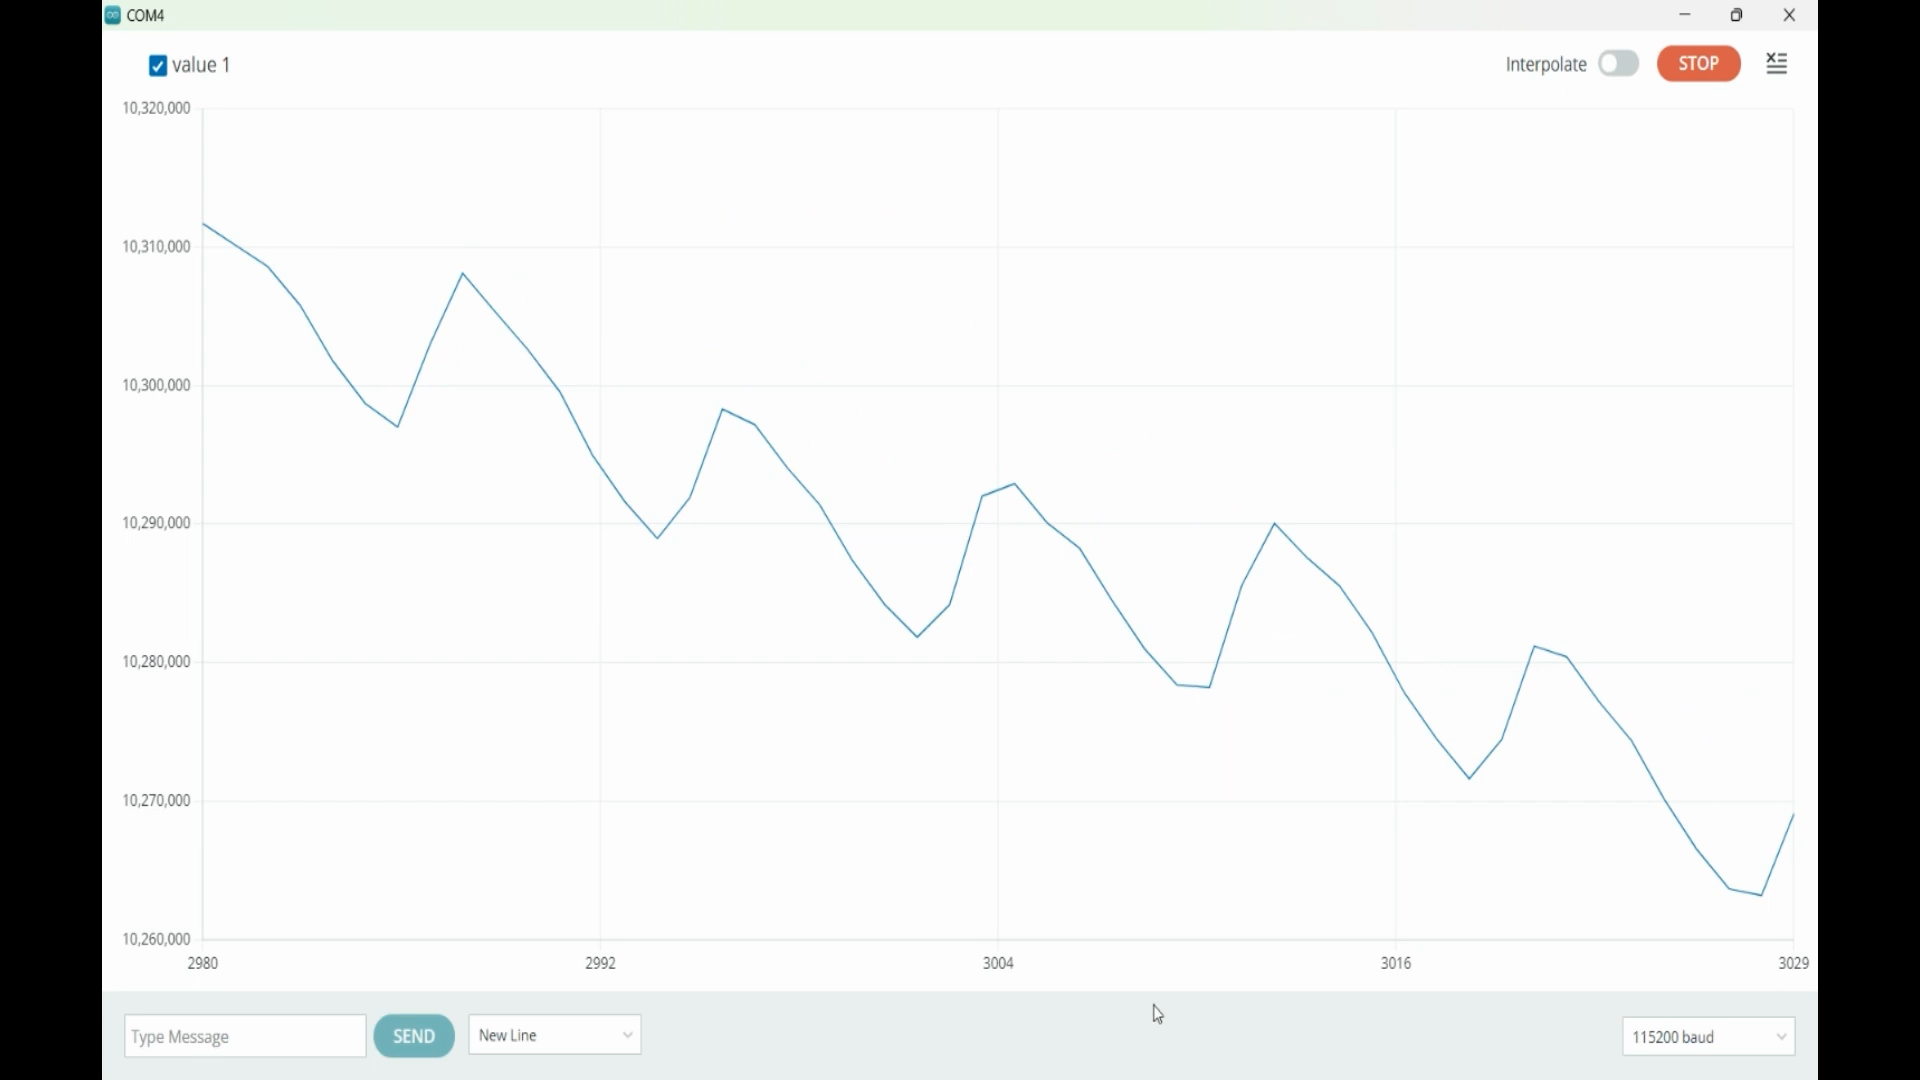 COM4
value 1
Interpolate
STOP
10,320,000
10,310,000
10,300,000
10,290,000
10,280,000
10,270,000
10,260,000
2980 2992 3004 3016 3029
Type Message
SEND
New Line
115200 baud